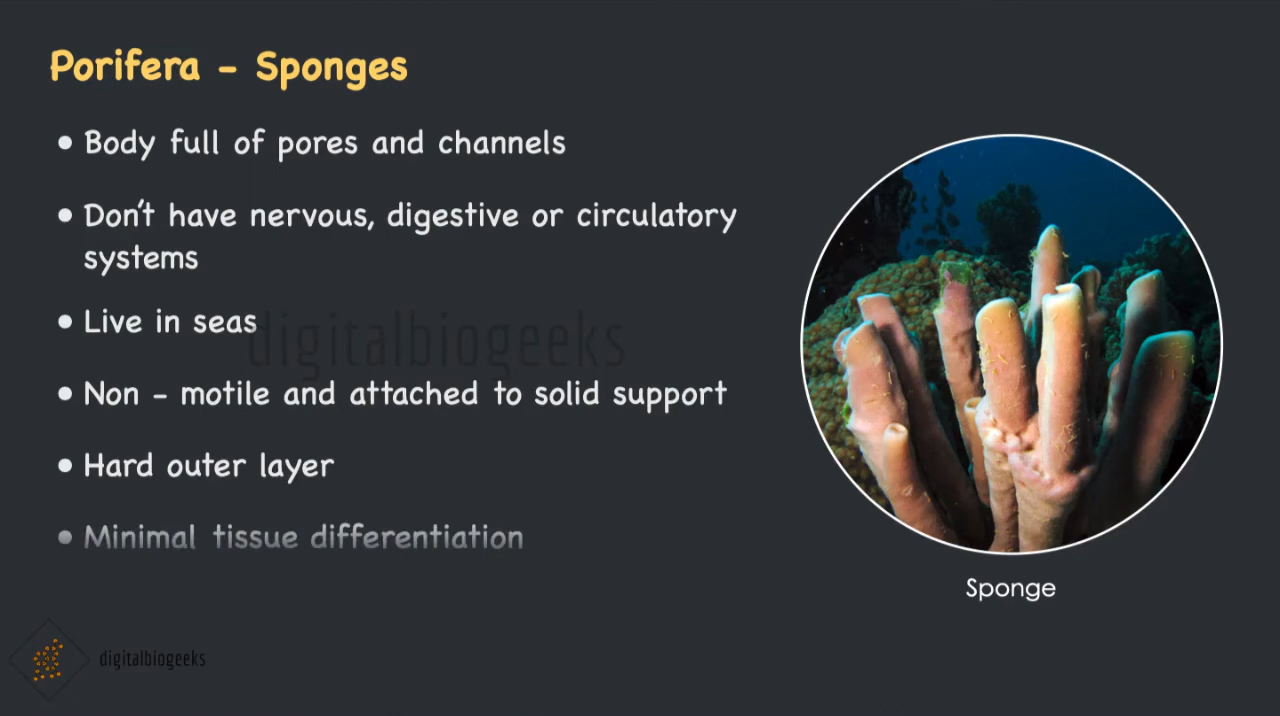 Porifera - Sponges
• Body full of pores and channels
• Don't have nervous, digestive or circulatory
systems
• Live in seas
digitalbiogeeks
• Non - motile and attached to solid support
• Hard outer layer
• Minimal tissue differentiation
Sponge
digitalbiogeeks